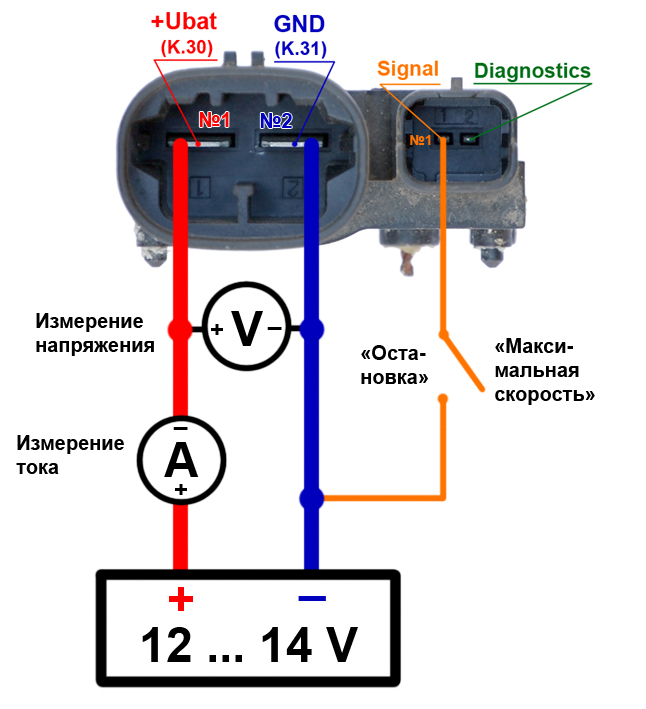 +Ubat
(K.30)
GND
(K.31)
Signal
Diagnostics
№1
№2
№1
1
2
1
2
Измерение
напряжения
+ V −
«Оста-
новка»
«Макси-
мальная
скорость»
Измерение
тока
−
A
+
+ −
12 ... 14 V